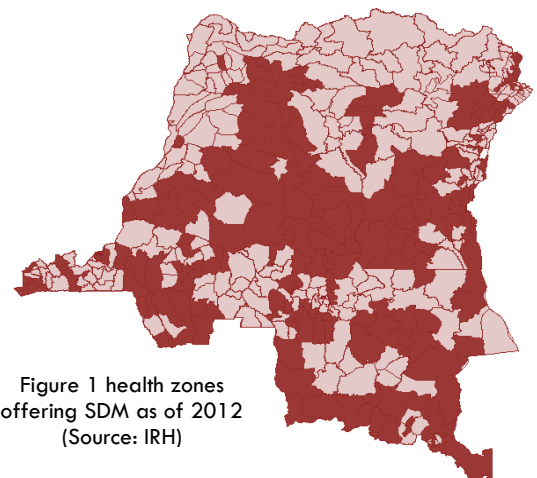 Figure 1 health zones
offering SDM as of 2012
(Source: IRH)